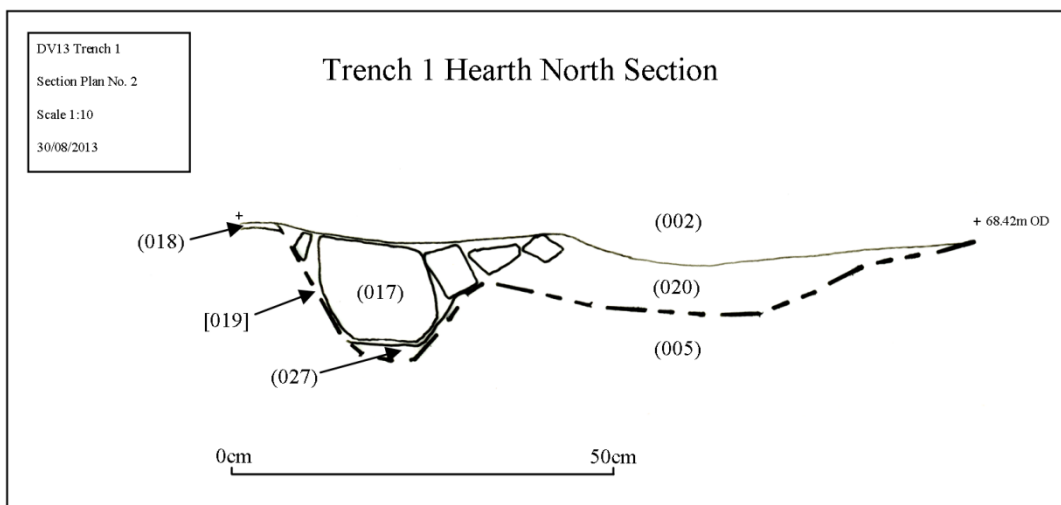 DV13 Trench 1
Section Plan No. 2
Scale 1:10
30/08/2013
Trench 1 Hearth North Section
+
(002)
+ 68.42m OD
(018)
(017)
(020)
[019]
(005)
(027)
0cm
50cm